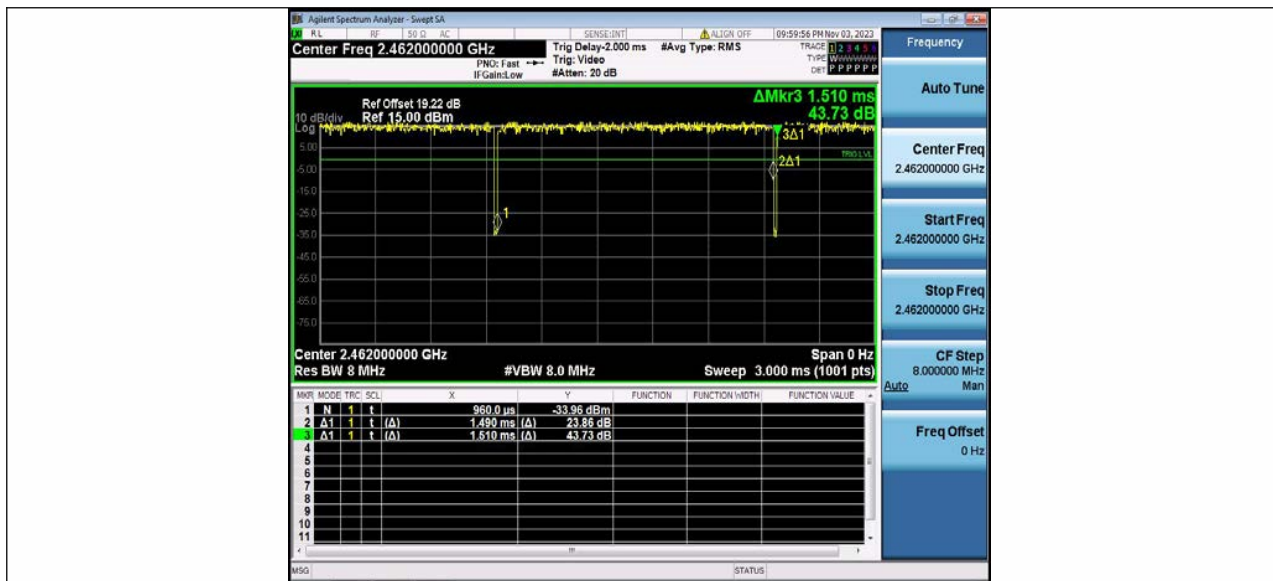 Agilent Spectrum Analyzer - Swept SA
RL RF 50 Ω AC SENSE:INT ALIGN OFF 09:59:56 PM Nov 03, 2023
Center Freq 2.462000000 GHz
PNO: Fast
IFGain:Low
Trig Delay-2.000 ms
Trig: Video
#Atten: 20 dB
#Avg Type: RMS
TRACE 1 2 3 4 5 6
TYPE W
DET P P P P P P
ΔMkr3 1.510 ms
43.73 dB
Ref Offset 19.22 dB
10 dB/div Ref 15.00 dBm
Log
5.00
-5.00
-15.0
-25.0
-35.0
-45.0
-55.0
-65.0
-75.0
3Δ1
TRIG LVL
2Δ1
1
Center 2.462000000 GHz Span 0 Hz
Res BW 8 MHz #VBW 8.0 MHz Sweep 3.000 ms (1001 pts)
MKR MODE TRC SCL X Y FUNCTION FUNCTION WIDTH FUNCTION VALUE
1 N 1 t 960.0 µs -33.96 dBm
2 Δ1 1 t (Δ) 1.490 ms (Δ) 23.86 dB
3 Δ1 1 t (Δ) 1.510 ms (Δ) 43.73 dB
4
5
6
7
8
9
10
11
MSG STATUS
Frequency
Auto Tune
Center Freq
2.462000000 GHz
Start Freq
2.462000000 GHz
Stop Freq
2.462000000 GHz
CF Step
8.000000 MHz
Auto Man
Freq Offset
0 Hz